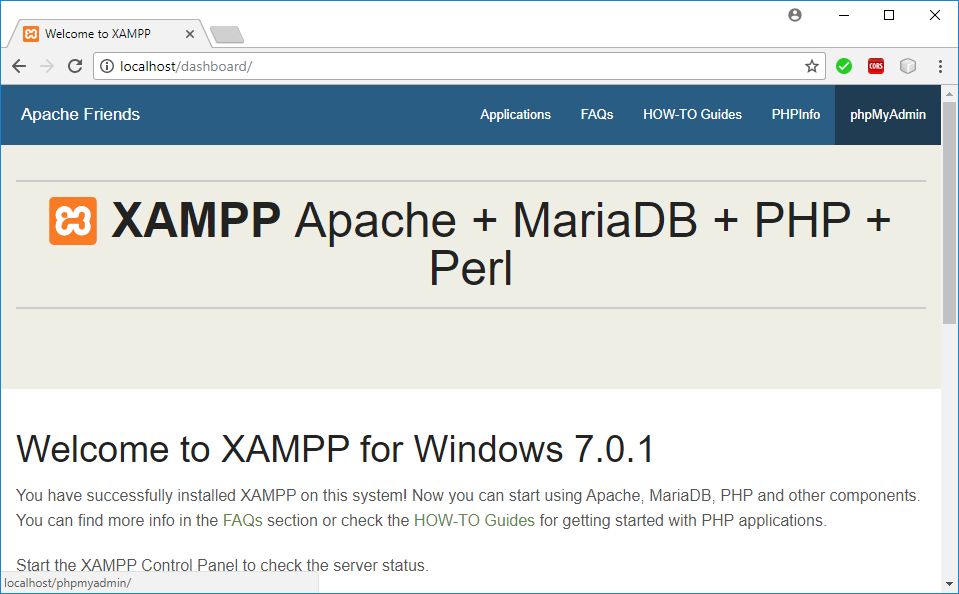 Welcome to XAMPP
localhost/dashboard/
CORS
Apache Friends
Applications
FAQs
HOW-TO Guides
PHPInfo
phpMyAdmin
XAMPP Apache + MariaDB + PHP +
Perl
Welcome to XAMPP for Windows 7.0.1
You have successfully installed XAMPP on this system! Now you can start using Apache, MariaDB, PHP and other components.
You can find more info in the FAQs section or check the HOW-TO Guides for getting started with PHP applications.
Start the XAMPP Control Panel to check the server status.
localhost/phpmyadmin/